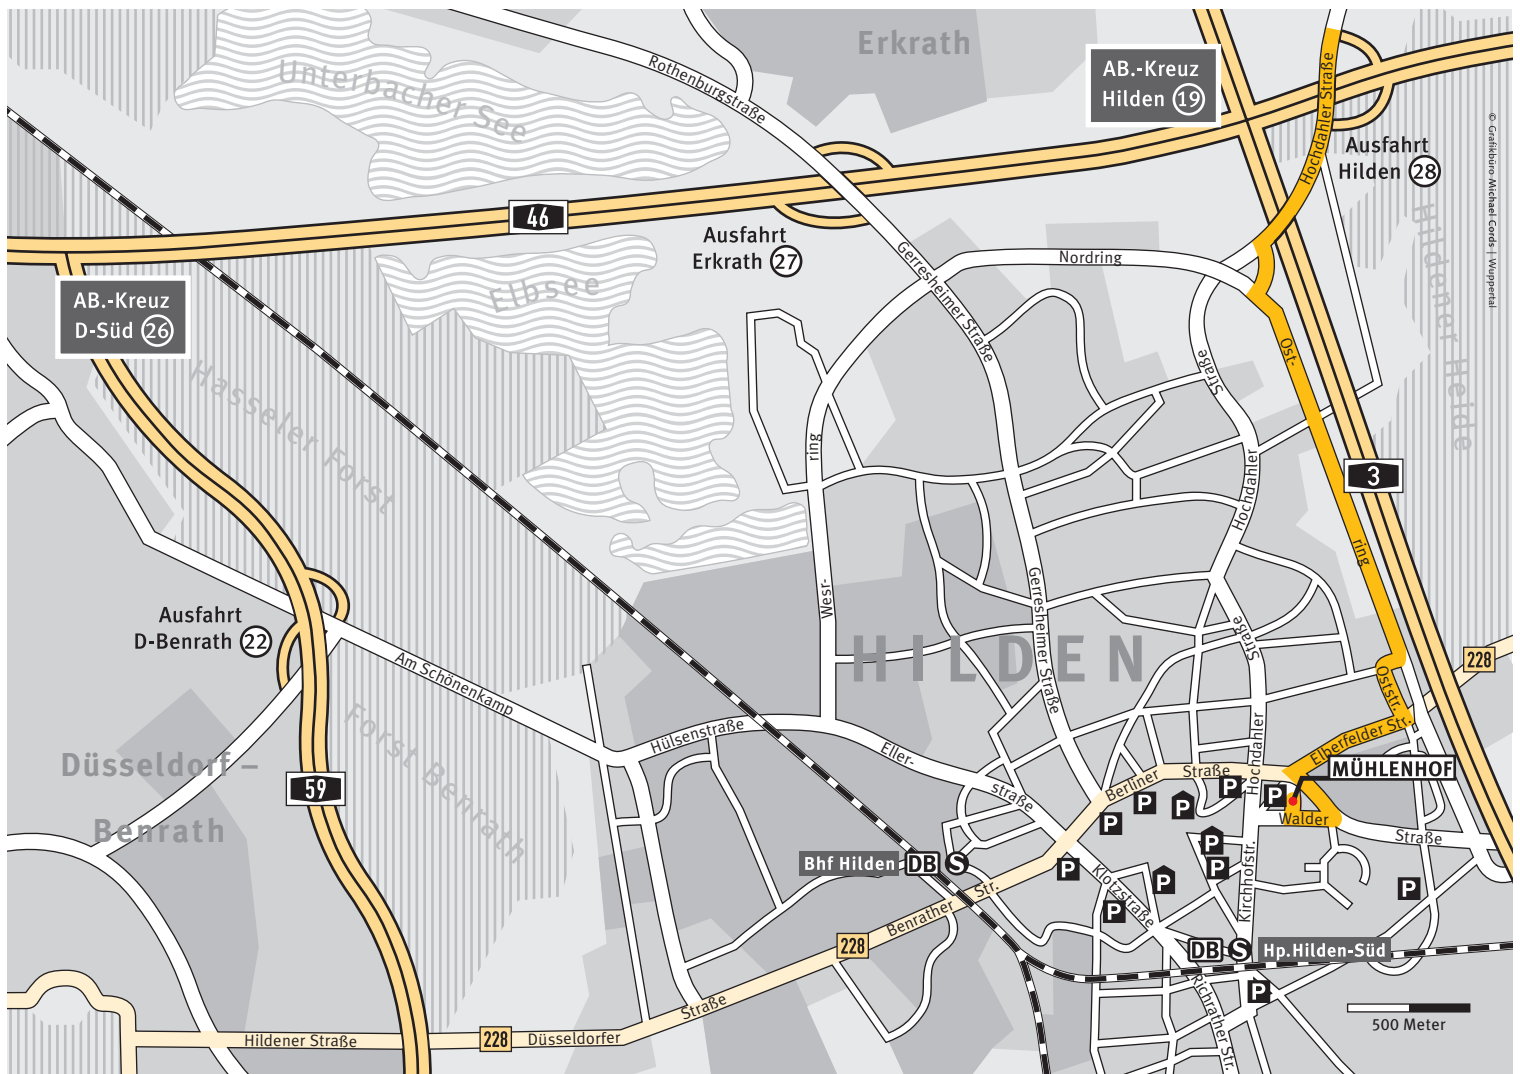 Erkrath
Unterbacher See
Rothenburgstraße
AB.-Kreuz
Hilden 19
Hochdahler Straße
Ausfahrt
Hilden 28
© Grafikbüro Michael Cords | Wuppertal
46
Ausfahrt
Erkrath 27
Gerresheimer Straße
Nordring
Hildener Heide
Elbsee
AB.-Kreuz
D-Süd 26
Hasseler Forst
Ost-
ring
Straße
Hochdahler
ring
Wesr-
3
Ausfahrt
D-Benrath 22
Am Schönenkamp
Gerresheimer Straße
HILDEN
Straße
Hochdahler
228
Oststr.
Elberfelder Str.
Forst Benrath
Hülsenstraße
Eller-
straße
Düsseldorf –
Benrath
59
Berliner
Straße
MÜHLENHOF
P
P
P
P
P
Walder
Straße
P
P
P
P
P
P
P
P
Bhf Hilden DB S
Klotzstraße
Kirchhofstr.
Benrather
Str.
228
DB S Hp.Hilden-Süd
Richrather Str.
Straße
500 Meter
Hildener Straße
228
Düsseldorfer